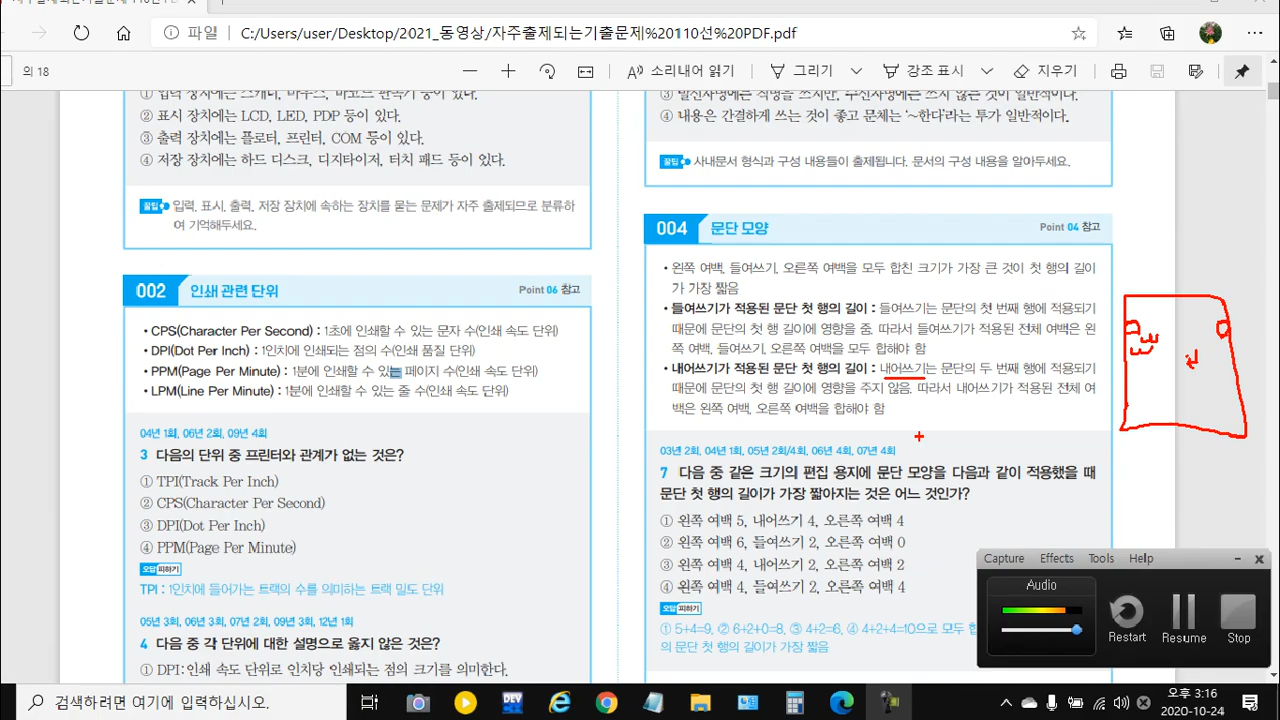 파일 C:/Users/user/Desktop/2021_동영상/자주출제되는기출문제%20110선%20PDF.pdf
의 18
소리내어 읽기
그리기
강조 표시
지우기
② 표시 장치에는 LCD, LED, PDP 등이 있다.
③ 출력 장치에는 플로터, 프린터, COM 등이 있다.
④ 저장 장치에는 하드 디스크, 디지타이저, 터치 패드 등이 있다.
꿀팁 입력, 표시, 출력, 저장 장치에 속하는 장치를 묻는 문제가 자주 출제되므로 분류하
여 기억해두세요.
002 인쇄 관련 단위 Point 06 참고
• CPS(Character Per Second) : 1초에 인쇄할 수 있는 문자 수(인쇄 속도 단위)
• DPI(Dot Per Inch) : 1인치에 인쇄되는 점의 수(인쇄 품질 단위)
• PPM(Page Per Minute) : 1분에 인쇄할 수 있는 페이지 수(인쇄 속도 단위)
• LPM(Line Per Minute) : 1분에 인쇄할 수 있는 줄 수(인쇄 속도 단위)
04년 1회, 06년 2회, 09년 4회
3 다음의 단위 중 프린터와 관계가 없는 것은?
① TPI(Track Per Inch)
② CPS(Character Per Second)
③ DPI(Dot Per Inch)
④ PPM(Page Per Minute)
오답 피하기
TPI : 1인치에 들어가는 트랙의 수를 의미하는 트랙 밀도 단위
05년 3회, 06년 3회, 07년 2회, 09년 3회, 12년 1회
4 다음 중 각 단위에 대한 설명으로 옳지 않은 것은?
① DPI : 인쇄 속도 단위로 인치당 인쇄되는 점의 크기를 의미한다.
③ 발신자명에는 직명을 쓰지만, 수신자명에는 쓰지 않는 것이 일반적이다.
④ 내용은 간결하게 쓰는 것이 좋고 문체는 '~한다'라는 투가 일반적이다.
꿀팁 사내문서 형식과 구성 내용들이 출제됩니다. 문서의 구성 내용을 알아두세요.
004 문단 모양 Point 04 참고
• 왼쪽 여백, 들여쓰기, 오른쪽 여백을 모두 합친 크기가 가장 큰 것이 첫 행의 길이
가 가장 짧음
• 들여쓰기가 적용된 문단 첫 행의 길이 : 들여쓰기는 문단의 첫 번째 행에 적용되기
때문에 문단의 첫 행 길이에 영향을 줌. 따라서 들여쓰기가 적용된 전체 여백은 왼
쪽 여백, 들여쓰기, 오른쪽 여백을 모두 합해야 함
• 내어쓰기가 적용된 문단 첫 행의 길이 : 내어쓰기는 문단의 두 번째 행에 적용되기
때문에 문단의 첫 행 길이에 영향을 주지 않음. 따라서 내어쓰기가 적용된 전체 여
백은 왼쪽 여백, 오른쪽 여백을 합해야 함
03년 2회, 04년 1회, 05년 2회/4회, 06년 4회, 07년 4회
7 다음 중 같은 크기의 편집 용지에 문단 모양을 다음과 같이 적용했을 때
문단 첫 행의 길이가 가장 짧아지는 것은 어느 것인가?
① 왼쪽 여백 5, 내어쓰기 4, 오른쪽 여백 4
② 왼쪽 여백 6, 들여쓰기 2, 오른쪽 여백 0
③ 왼쪽 여백 4, 내어쓰기 2, 오른쪽 여백 2
④ 왼쪽 여백 4, 들여쓰기 2, 오른쪽 여백 4
오답 피하기
① 5+4=9, ② 6+2+0=8, ③ 4+2=6, ④ 4+2+4=10으로 모두
의 문단 첫 행의 길이가 가장 짧음
Capture Effects Tools Help
Audio
Restart Resume Stop
검색하려면 여기에 입력하십시오.
DEV
오후 3:16
2020-10-24